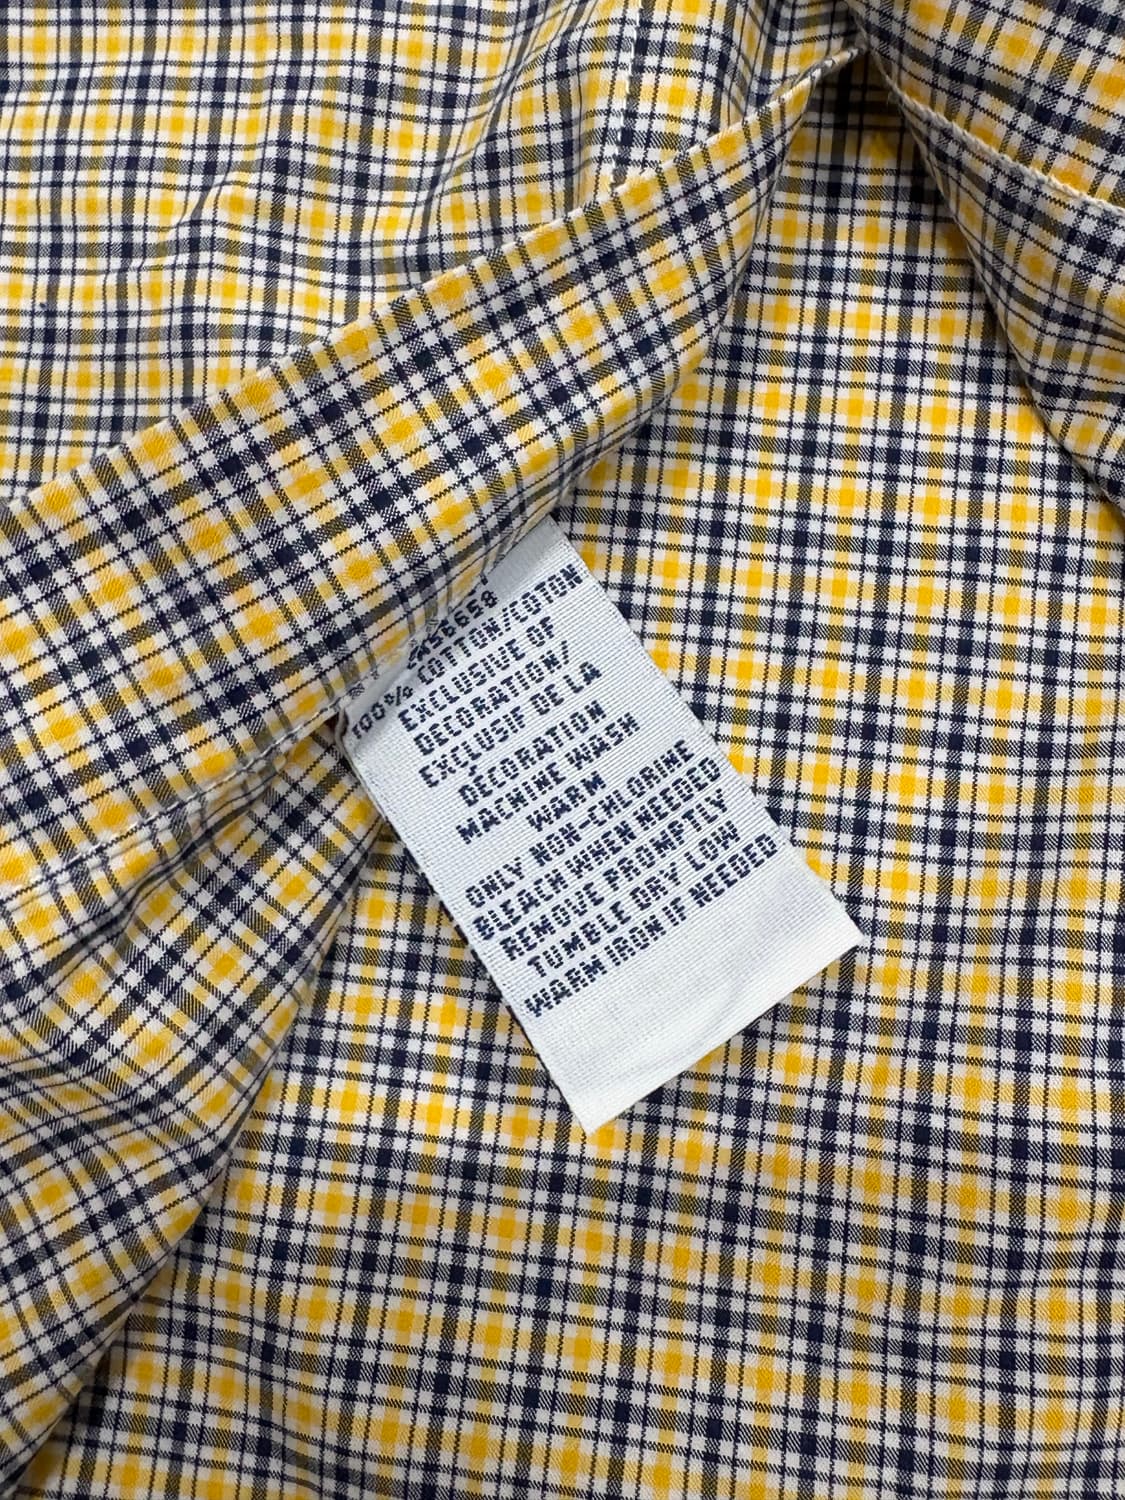 100% COTTON/COTON
EXCLUSIVE OF
DECORATION/
EXCLUSIF DE LA
DÉCORATION
MACHINE WASH
WARM
ONLY NON-CHLORINE
BLEACH WHEN NEEDED
REMOVE PROMPTLY
TUMBLE DRY LOW
WARM IRON IF NEEDED